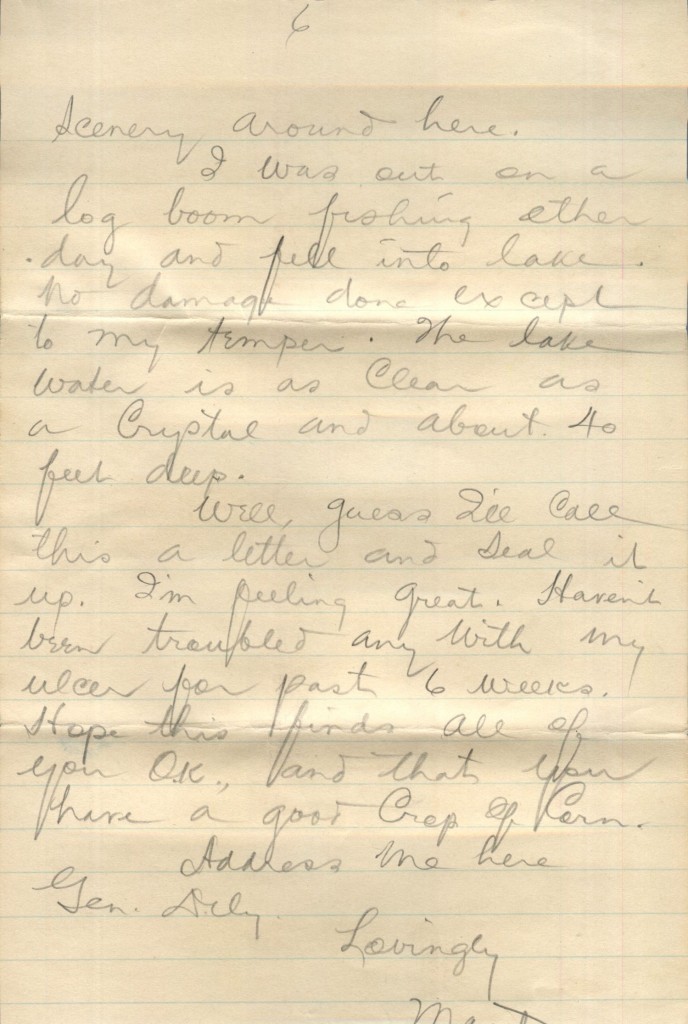 6
Scenery around here.
I was out on a
log boom fishing other
day and fell into lake.
No damage done except
to my temper. The lake
water is as Clear as
a Crystal and about 40
feet deep.
Well, guess I'll Call
this a letter and Seal it
up. I'm feeling great. Haven't
been troubled any With my
ulcer for past 6 weeks.
Hope this finds all of
you O.K., and that you
have a good Crop of Corn.
Address me here
Gen. Dely.
Lovingly